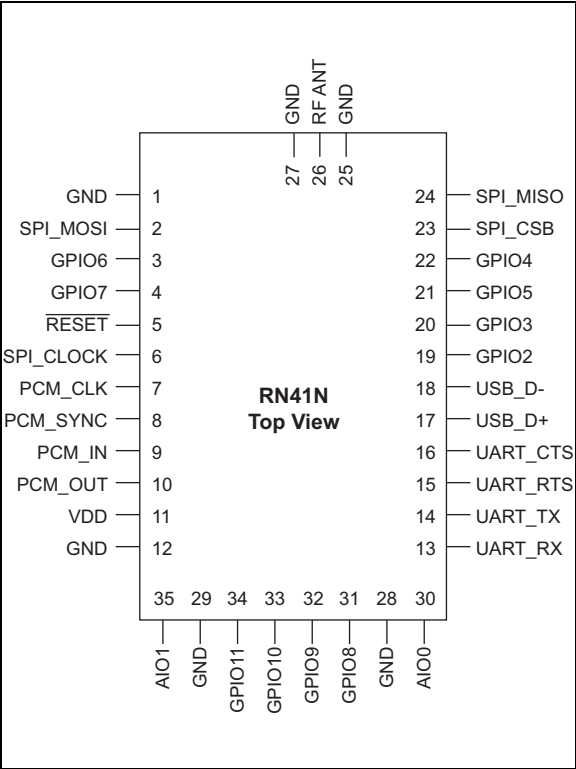 GND
RF ANT
GND
27
26
25
GND 1
SPI_MOSI 2
GPIO6 3
GPIO7 4
RESET 5
SPI_CLOCK 6
PCM_CLK 7
PCM_SYNC 8
PCM_IN 9
PCM_OUT 10
VDD 11
GND 12
RN41N
Top View
24 SPI_MISO
23 SPI_CSB
22 GPIO4
21 GPIO5
20 GPIO3
19 GPIO2
18 USB_D-
17 USB_D+
16 UART_CTS
15 UART_RTS
14 UART_TX
13 UART_RX
35 29 34 33 32 31 28 30
AIO1
GND
GPIO11
GPIO10
GPIO9
GPIO8
GND
AIO0